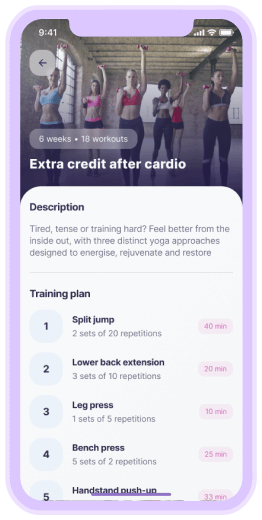 9:41
6 weeks • 18 workouts
Extra credit after cardio
Description
Tired, tense or training hard? Feel better from the
inside out, with three distinct yoga approaches
designed to energise, rejuvenate and restore
Training plan
1 Split jump 40 min
2 sets of 20 repetitions
2 Lower back extension 20 min
3 sets of 10 repetitions
3 Leg press 10 min
1 sets of 5 repetitions
4 Bench press 25 min
5 sets of 2 repetitions
5 Handstand push-up 33 min